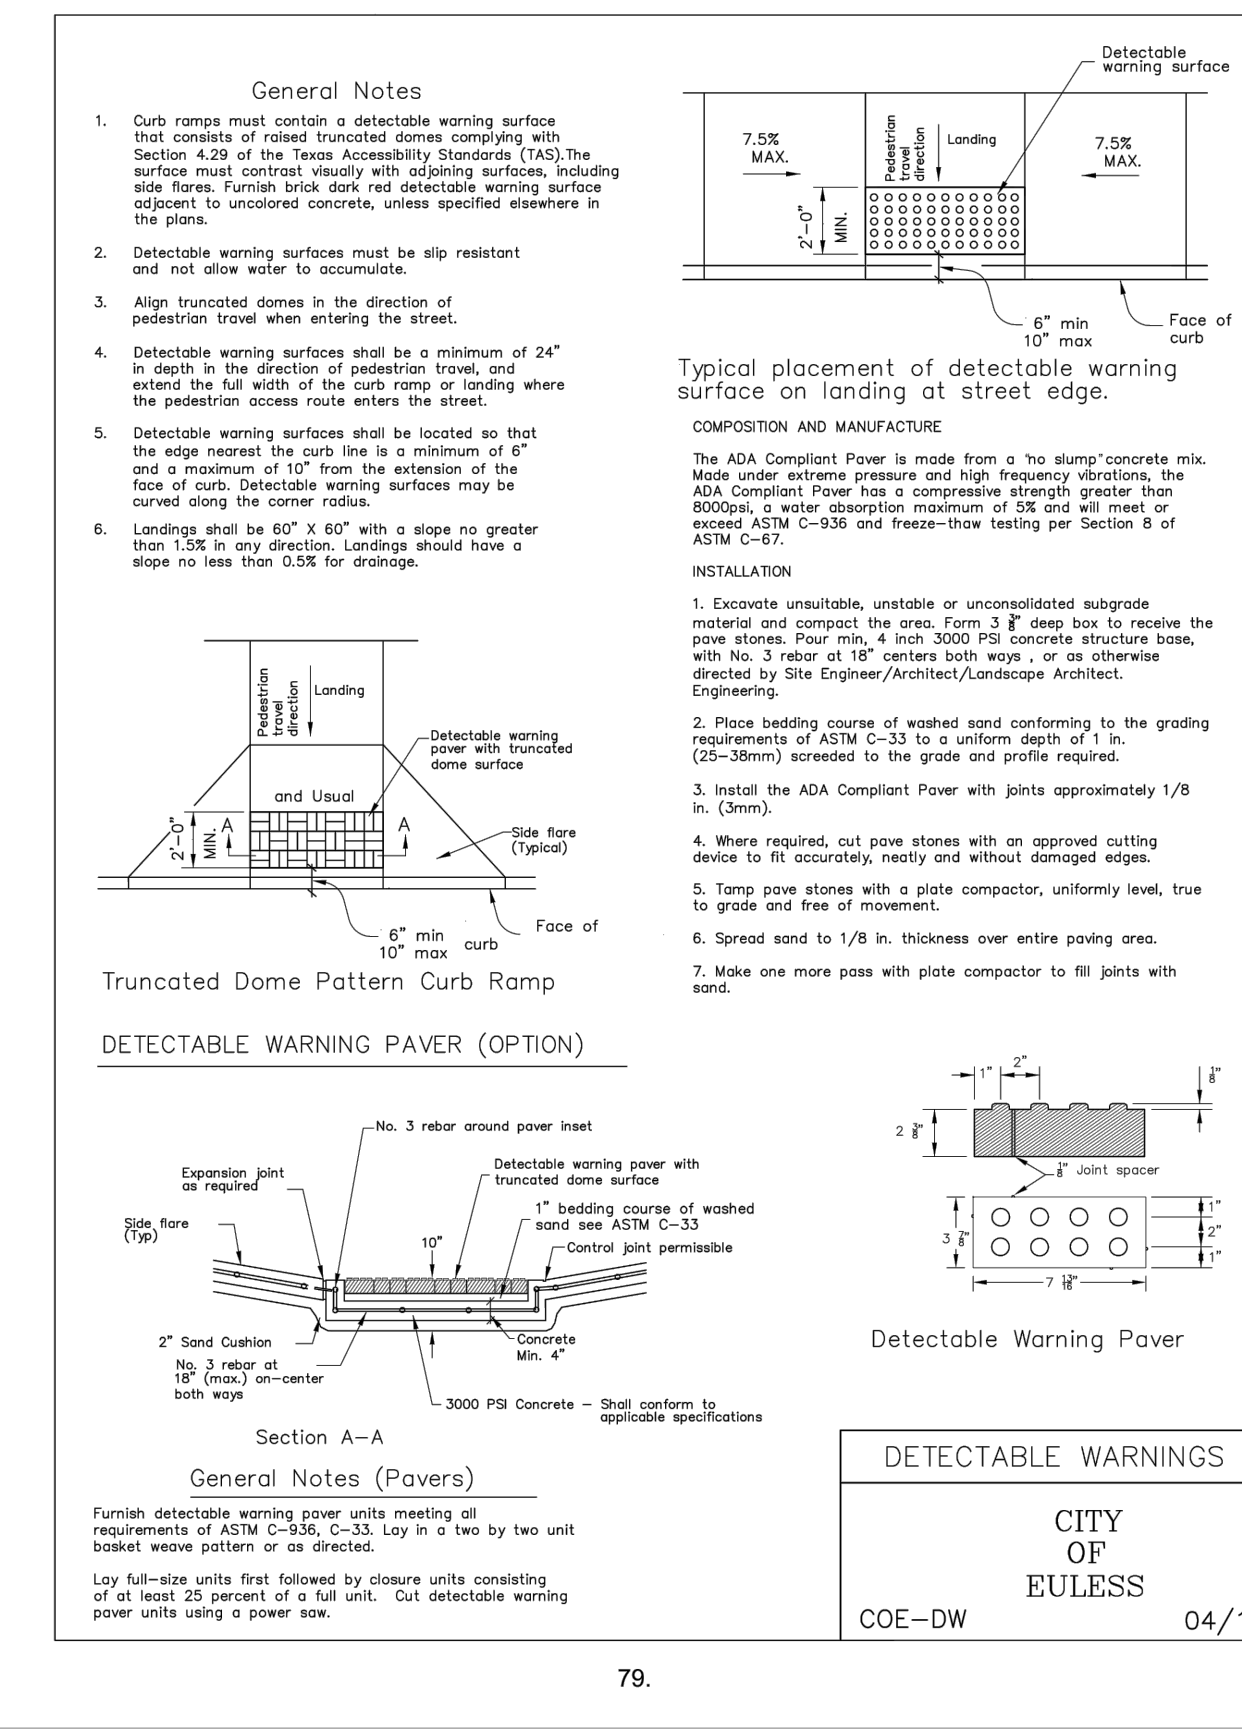 General Notes
1. Curb ramps must contain a detectable warning surface
that consists of raised truncated domes complying with
Section 4.29 of the Texas Accessibility Standards (TAS).The
surface must contrast visually with adjoining surfaces, including
side flares. Furnish brick dark red detectable warning surface
adjacent to uncolored concrete, unless specified elsewhere in
the plans.
2. Detectable warning surfaces must be slip resistant
and not allow water to accumulate.
3. Align truncated domes in the direction of
pedestrian travel when entering the street.
4. Detectable warning surfaces shall be a minimum of 24"
in depth in the direction of pedestrian travel, and
extend the full width of the curb ramp or landing where
the pedestrian access route enters the street.
5. Detectable warning surfaces shall be located so that
the edge nearest the curb line is a minimum of 6"
and a maximum of 10" from the extension of the
face of curb. Detectable warning surfaces may be
curved along the corner radius.
6. Landings shall be 60" X 60" with a slope no greater
than 1.5% in any direction. Landings should have a
slope no less than 0.5% for drainage.
Pedestrian
travel
direction
Landing
Detectable warning
paver with truncated
dome surface
and Usual
2'-0"
MIN.
A
A
Side flare
(Typical)
6" min
10" max
Face of
curb
Truncated Dome Pattern Curb Ramp
DETECTABLE WARNING PAVER (OPTION)
No. 3 rebar around paver inset
Expansion joint
as required
Detectable warning paver with
truncated dome surface
1" bedding course of washed
sand see ASTM C-33
Side flare
(Typ)
10"
Control joint permissible
2" Sand Cushion
Concrete
Min. 4"
No. 3 rebar at
18" (max.) on-center
both ways
3000 PSI Concrete - Shall conform to
applicable specifications
Section A-A
General Notes (Pavers)
Furnish detectable warning paver units meeting all
requirements of ASTM C-936, C-33. Lay in a two by two unit
basket weave pattern or as directed.
Lay full-size units first followed by closure units consisting
of at least 25 percent of a full unit. Cut detectable warning
paver units using a power saw.
Detectable
warning surface
7.5%
MAX.
Pedestrian
travel
direction
Landing
7.5%
MAX.
2'-0"
MIN.
6" min
10" max
Face of
curb
Typical placement of detectable warning
surface on landing at street edge.
COMPOSITION AND MANUFACTURE
The ADA Compliant Paver is made from a "no slump" concrete mix.
Made under extreme pressure and high frequency vibrations, the
ADA Compliant Paver has a compressive strength greater than
8000psi, a water absorption maximum of 5% and will meet or
exceed ASTM C-936 and freeze-thaw testing per Section 8 of
ASTM C-67.
INSTALLATION
1. Excavate unsuitable, unstable or unconsolidated subgrade
material and compact the area. Form 3 3/8" deep box to receive the
pave stones. Pour min, 4 inch 3000 PSI concrete structure base,
with No. 3 rebar at 18" centers both ways , or as otherwise
directed by Site Engineer/Architect/Landscape Architect.
Engineering.
2. Place bedding course of washed sand conforming to the grading
requirements of ASTM C-33 to a uniform depth of 1 in.
(25-38mm) screeded to the grade and profile required.
3. Install the ADA Compliant Paver with joints approximately 1/8
in. (3mm).
4. Where required, cut pave stones with an approved cutting
device to fit accurately, neatly and without damaged edges.
5. Tamp pave stones with a plate compactor, uniformly level, true
to grade and free of movement.
6. Spread sand to 1/8 in. thickness over entire paving area.
7. Make one more pass with plate compactor to fill joints with
sand.
1"
2"
1/8"
2 3/8"
1/8" Joint spacer
3 7/8"
1"
2"
1"
7 13/16"
Detectable Warning Paver
DETECTABLE WARNINGS
CITY
OF
EULESS
COE-DW
04/1
79.